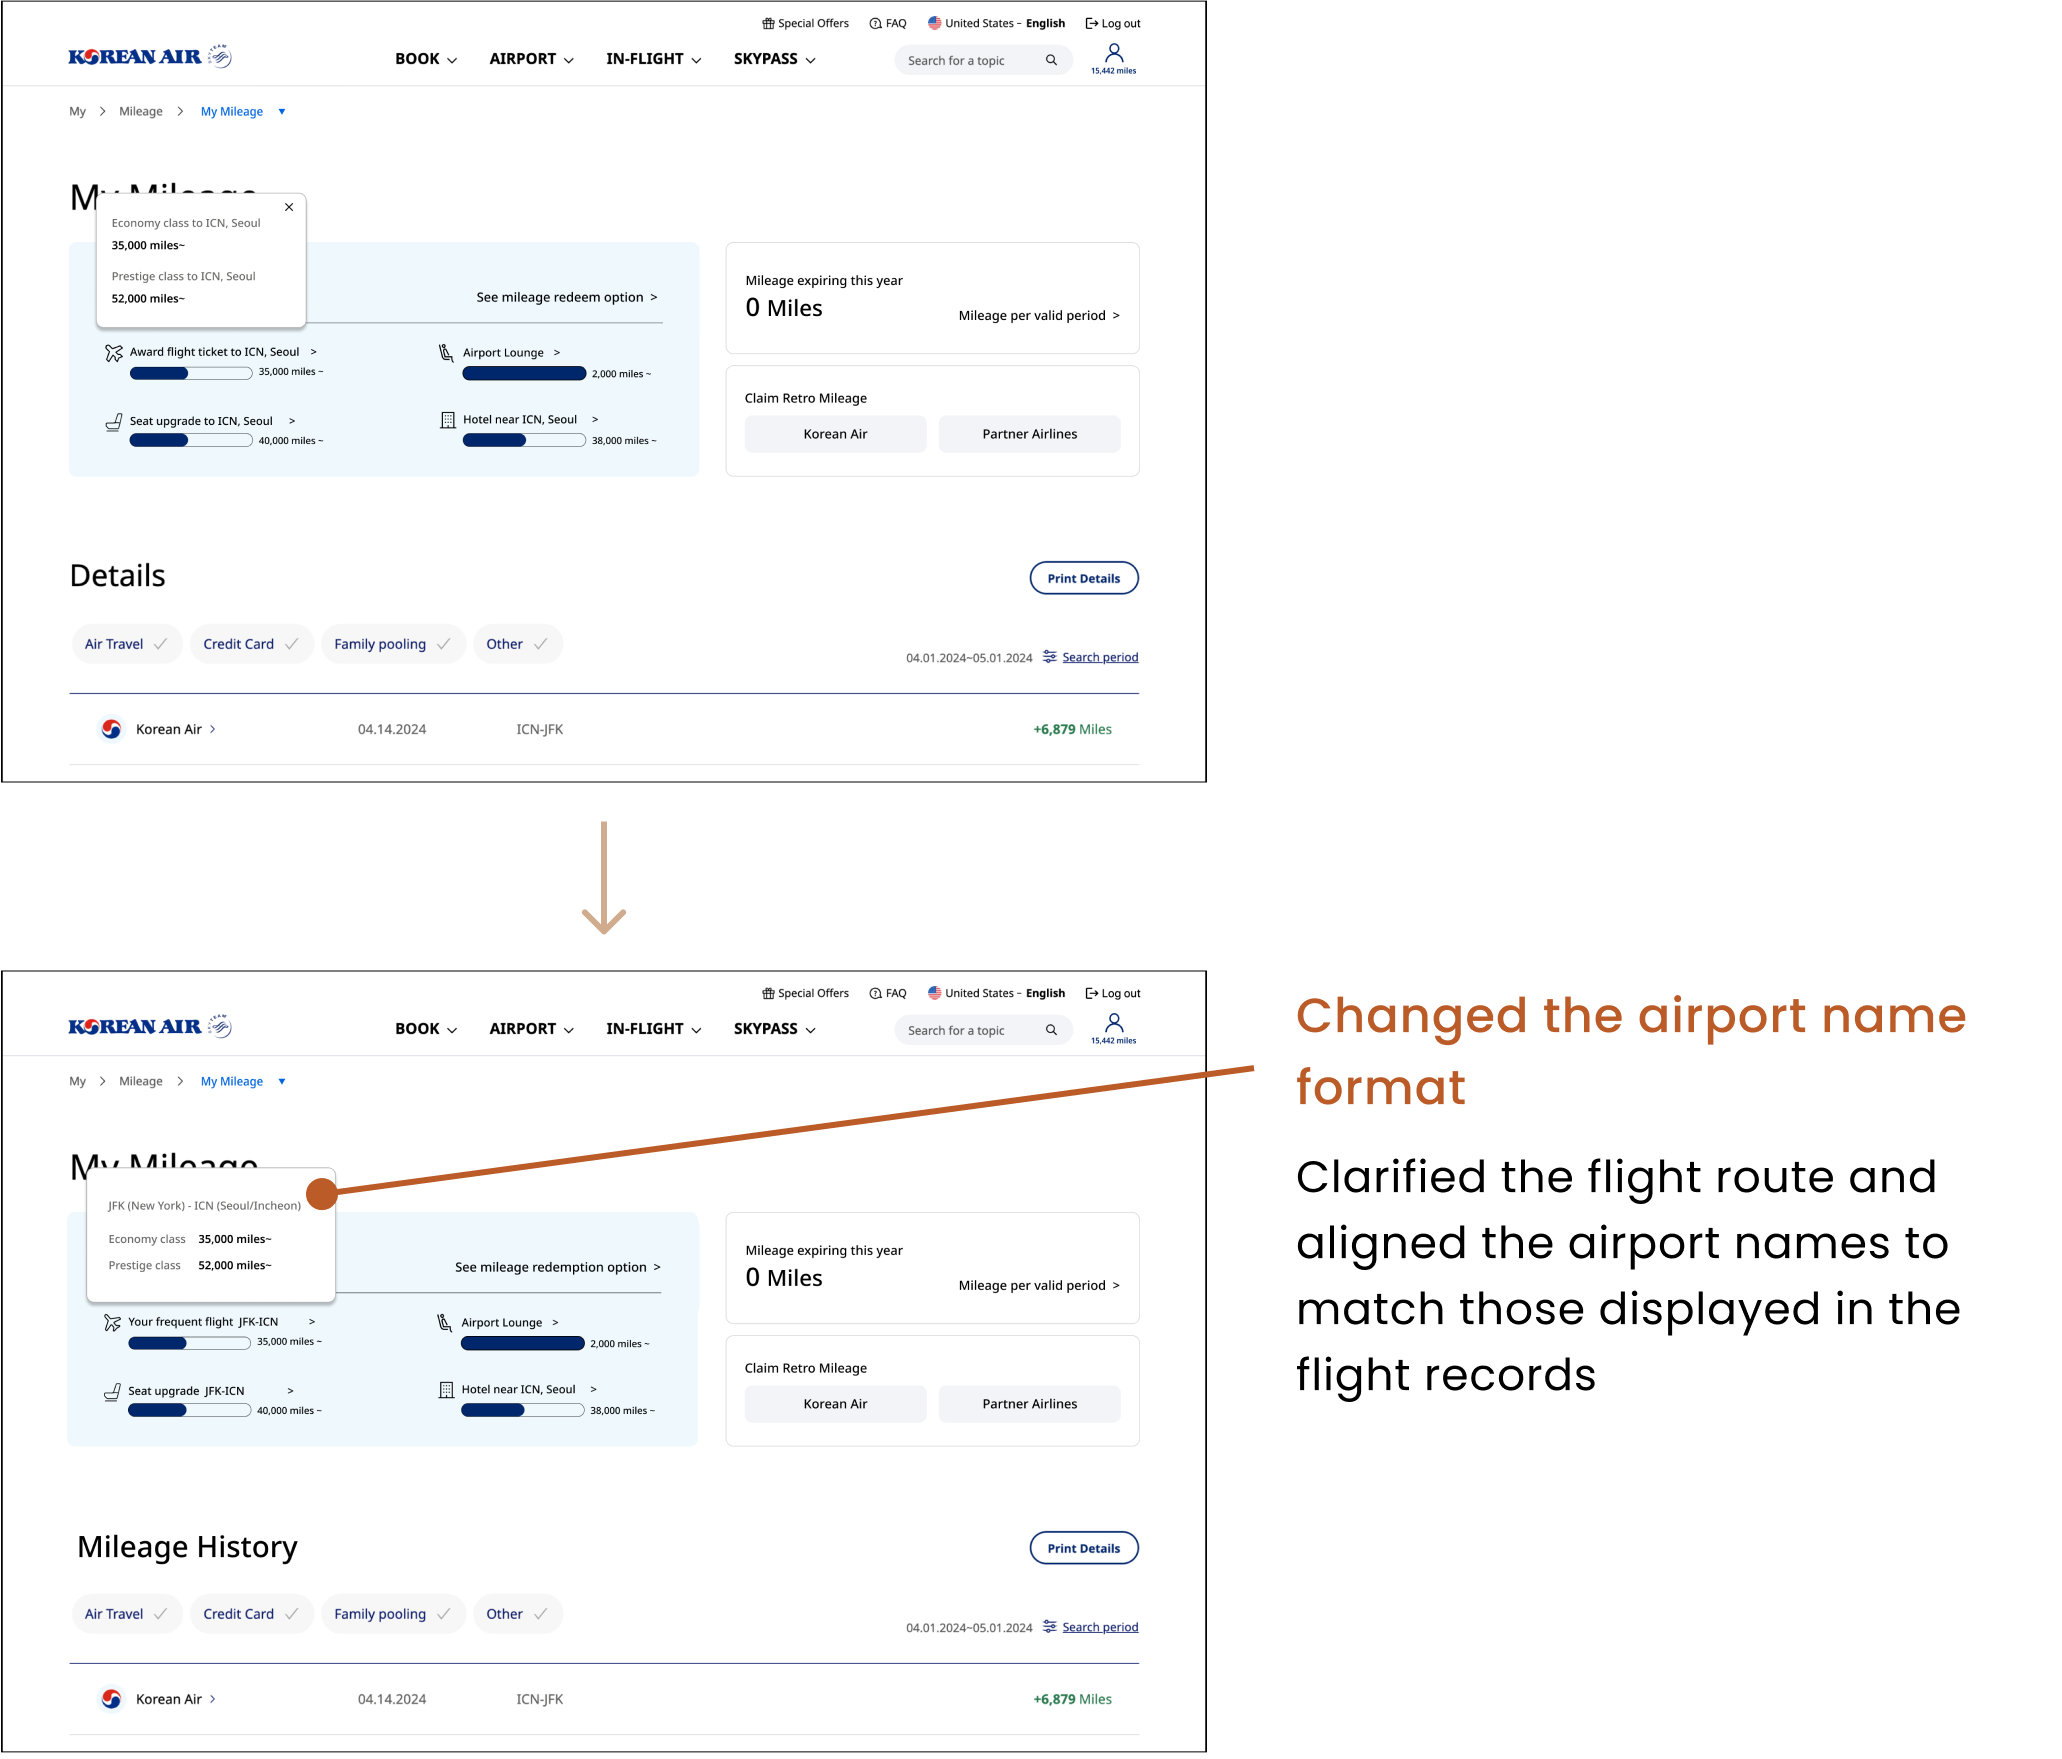 Special Offers FAQ United States - English Log out
KOREAN AIR BOOK AIRPORT IN-FLIGHT SKYPASS Search for a topic
15,442 miles
My > Mileage > My Mileage
My Mileage
Economy class to ICN, Seoul
35,000 miles~
Prestige class to ICN, Seoul
52,000 miles~
See mileage redeem option >
Award flight ticket to ICN, Seoul >
35,000 miles ~
Airport Lounge >
2,000 miles ~
Seat upgrade to ICN, Seoul >
40,000 miles ~
Hotel near ICN, Seoul >
38,000 miles ~
Mileage expiring this year
0 Miles
Mileage per valid period >
Claim Retro Mileage
Korean Air Partner Airlines
Details
Print Details
Air Travel Credit Card Family pooling Other
04.01.2024~05.01.2024 Search period
Korean Air > 04.14.2024 ICN-JFK +6,879 Miles
Special Offers FAQ United States - English Log out
KOREAN AIR BOOK AIRPORT IN-FLIGHT SKYPASS Search for a topic
15,442 miles
My > Mileage > My Mileage
My Mileage
JFK (New York) - ICN (Seoul/Incheon)
Economy class 35,000 miles~
Prestige class 52,000 miles~
See mileage redemption option >
Your frequent flight JFK-ICN >
35,000 miles ~
Airport Lounge >
2,000 miles ~
Seat upgrade JFK-ICN >
40,000 miles ~
Hotel near ICN, Seoul >
38,000 miles ~
Mileage expiring this year
0 Miles
Mileage per valid period >
Claim Retro Mileage
Korean Air Partner Airlines
Mileage History
Print Details
Air Travel Credit Card Family pooling Other
04.01.2024~05.01.2024 Search period
Korean Air > 04.14.2024 ICN-JFK +6,879 Miles
Changed the airport name
format
Clarified the flight route and
aligned the airport names to
match those displayed in the
flight records